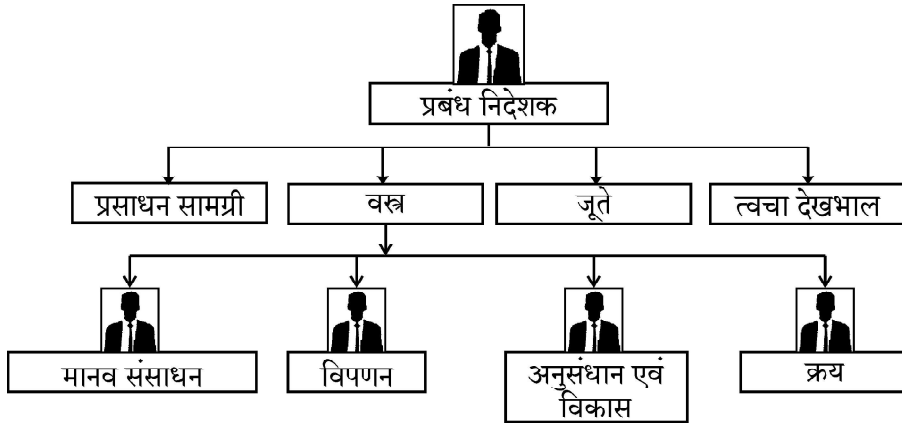 प्रबंध निदेशक
प्रसाधन सामग्री
वस्त्र
जूते
त्वचा देखभाल
मानव संसाधन
विपणन
अनुसंधान एवं
विकास
क्रय